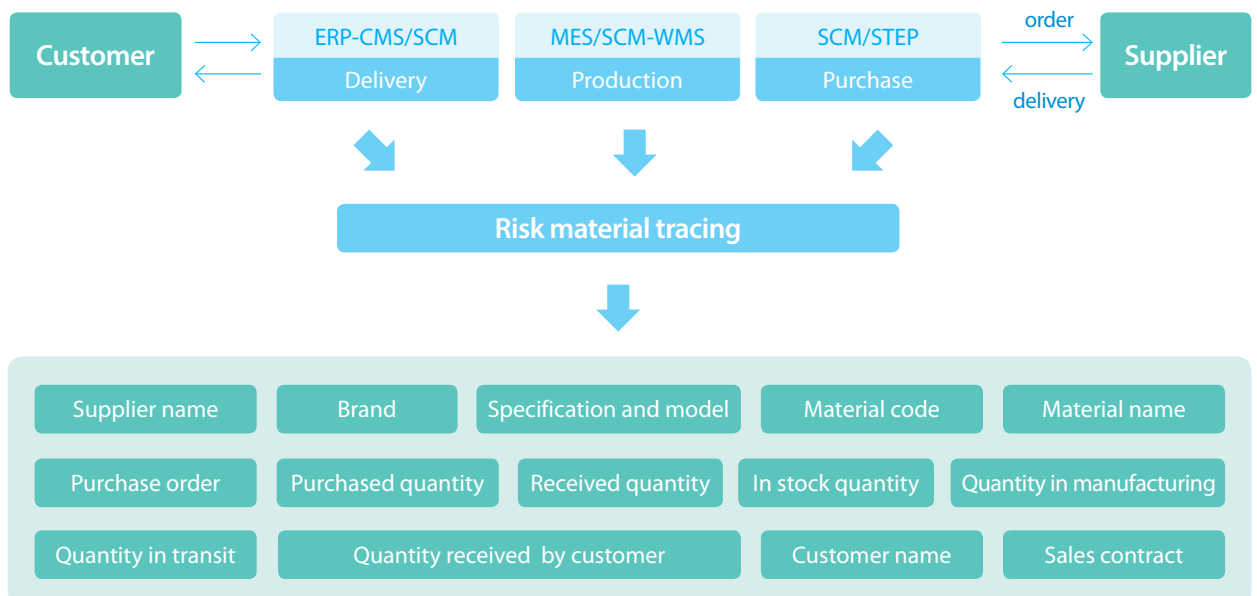 Customer
ERP-CMS/SCM
Delivery
MES/SCM-WMS
Production
SCM/STEP
Purchase
order
delivery
Supplier
Risk material tracing
Supplier name
Brand
Specification and model
Material code
Material name
Purchase order
Purchased quantity
Received quantity
In stock quantity
Quantity in manufacturing
Quantity in transit
Quantity received by customer
Customer name
Sales contract